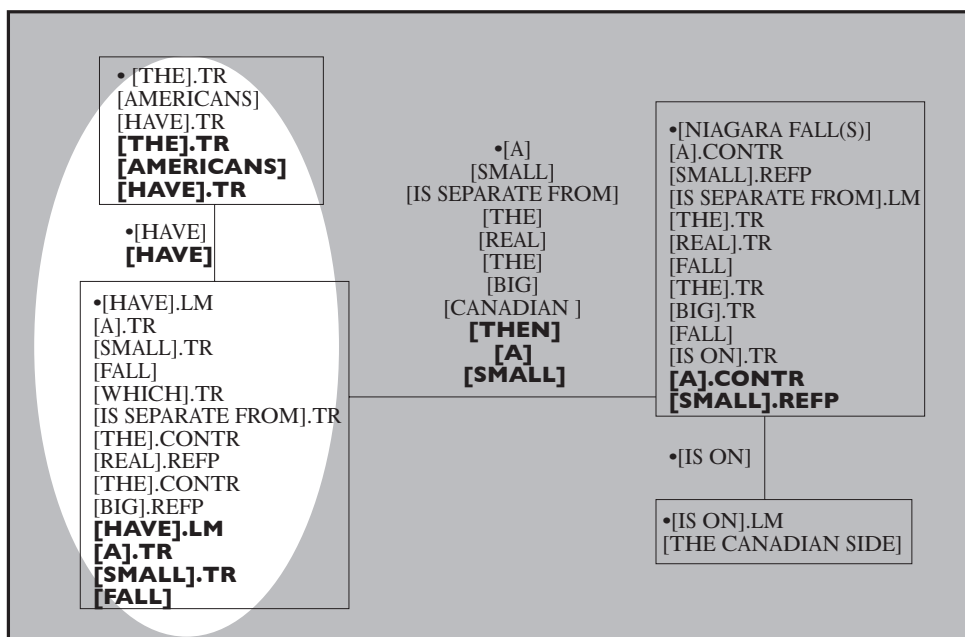 • [THE].TR
[AMERICANS]
[HAVE].TR
[THE].TR
[AMERICANS]
[HAVE].TR
•[HAVE]
[HAVE]
•[HAVE].LM
[A].TR
[SMALL].TR
[FALL]
[WHICH].TR
[IS SEPARATE FROM].TR
[THE].CONTR
[REAL].REFP
[THE].CONTR
[BIG].REFP
[HAVE].LM
[A].TR
[SMALL].TR
[FALL]
•[A]
[SMALL]
[IS SEPARATE FROM]
[THE]
[REAL]
[THE]
[BIG]
[CANADIAN ]
[THEN]
[A]
[SMALL]
•[NIAGARA FALL(S)]
[A].CONTR
[SMALL].REFP
[IS SEPARATE FROM].LM
[THE].TR
[REAL].TR
[FALL]
[THE].TR
[BIG].TR
[FALL]
[IS ON].TR
[A].CONTR
[SMALL].REFP
•[IS ON]
•[IS ON].LM
[THE CANADIAN SIDE]